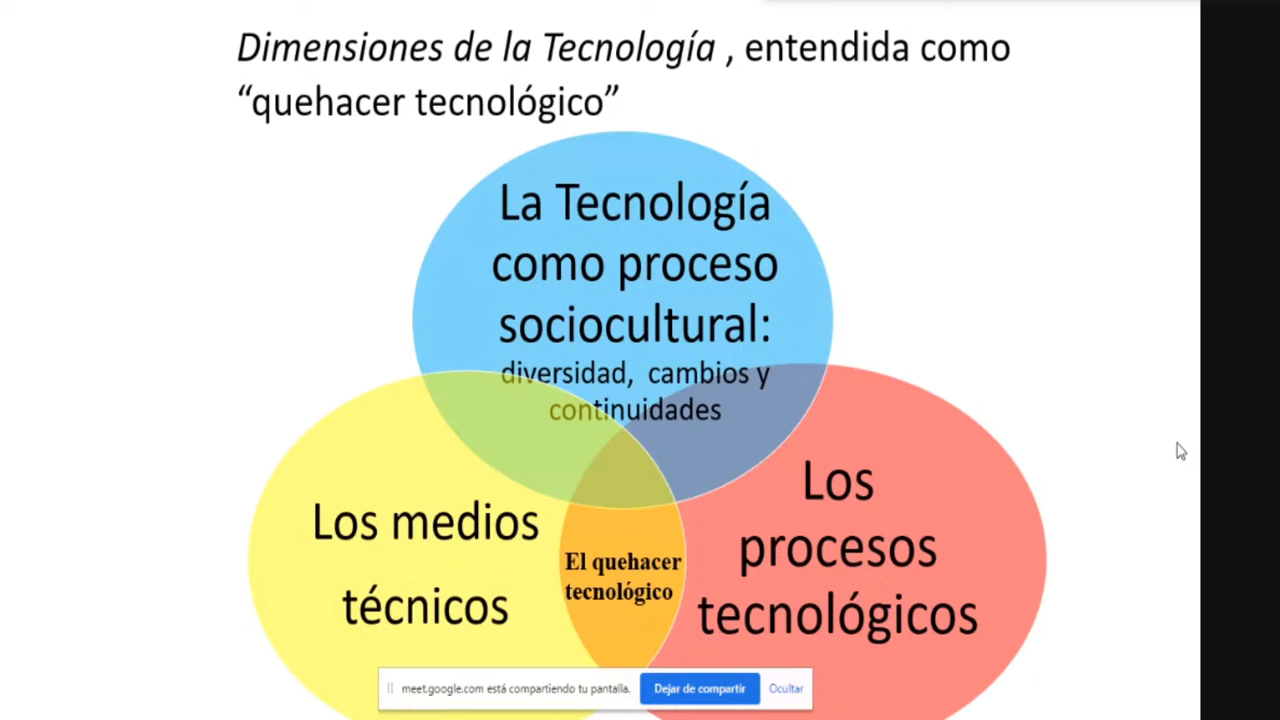 Dimensiones de la Tecnología , entendida como
“quehacer tecnológico”
La Tecnología
como proceso
sociocultural:
diversidad, cambios y
continuidades
Los medios
técnicos
El quehacer
tecnológico
Los
procesos
tecnológicos
meet.google.com está compartiendo tu pantalla. Dejar de compartir Ocultar